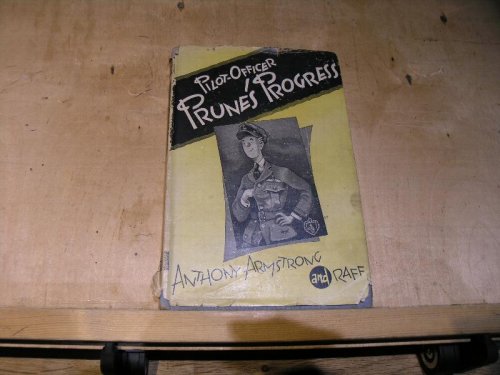 PILOT-OFFICER
PRUNE'S PROGRESS
ANTHONY ARMSTRONG
and RAFF